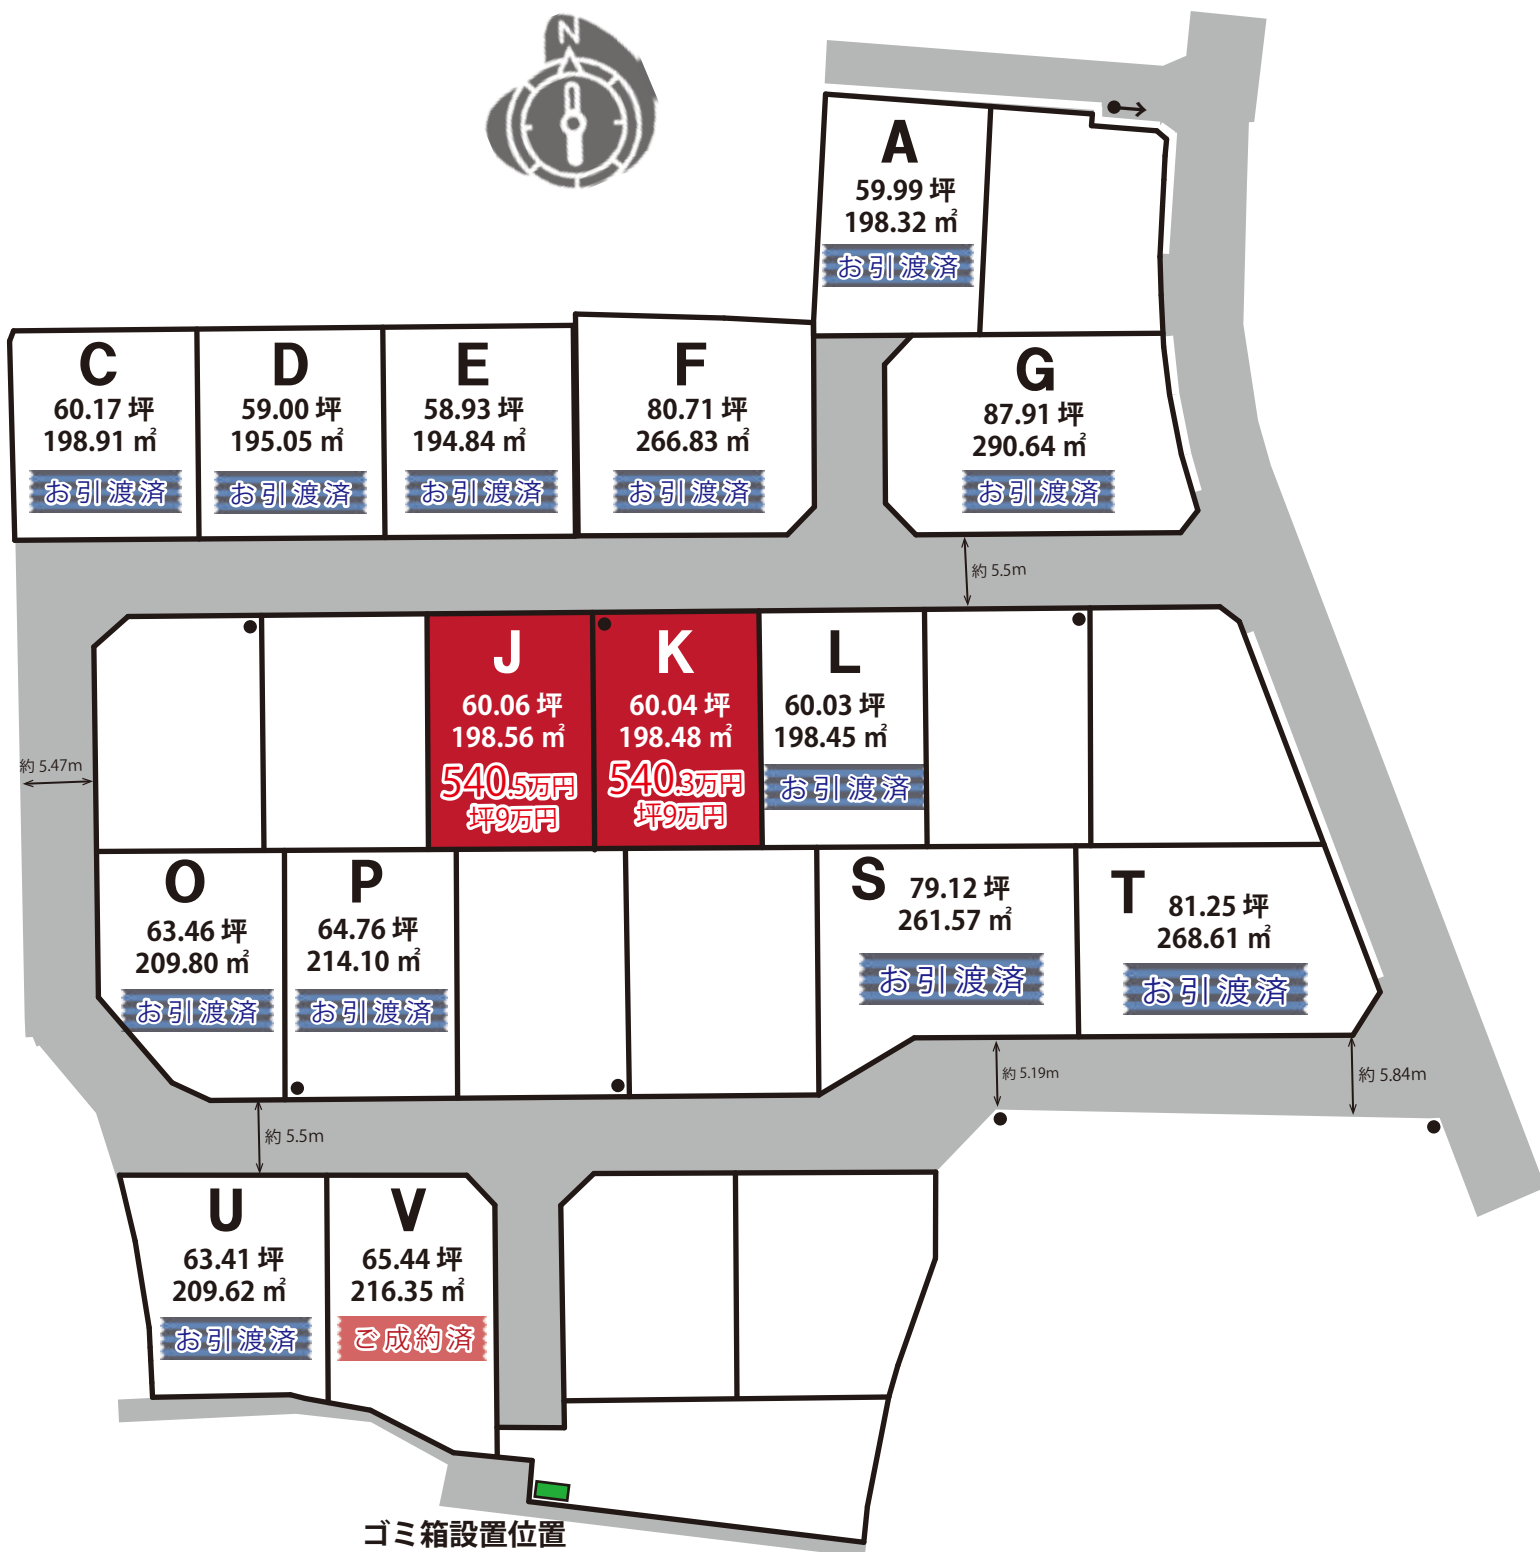 N
A
59.99 坪
198.32 ㎡
お引渡済
C
60.17 坪
198.91 ㎡
お引渡済
D
59.00 坪
195.05 ㎡
お引渡済
E
58.93 坪
194.84 ㎡
お引渡済
F
80.71 坪
266.83 ㎡
お引渡済
G
87.91 坪
290.64 ㎡
お引渡済
約 5.5m
J
60.06 坪
198.56 ㎡
540.5万円
坪9万円
K
60.04 坪
198.48 ㎡
540.3万円
坪9万円
L
60.03 坪
198.45 ㎡
お引渡済
約 5.47m
O
63.46 坪
209.80 ㎡
お引渡済
P
64.76 坪
214.10 ㎡
お引渡済
S
79.12 坪
261.57 ㎡
お引渡済
T
81.25 坪
268.61 ㎡
お引渡済
約 5.19m
約 5.84m
約 5.5m
U
63.41 坪
209.62 ㎡
お引渡済
V
65.44 坪
216.35 ㎡
ご成約済
ゴミ箱設置位置